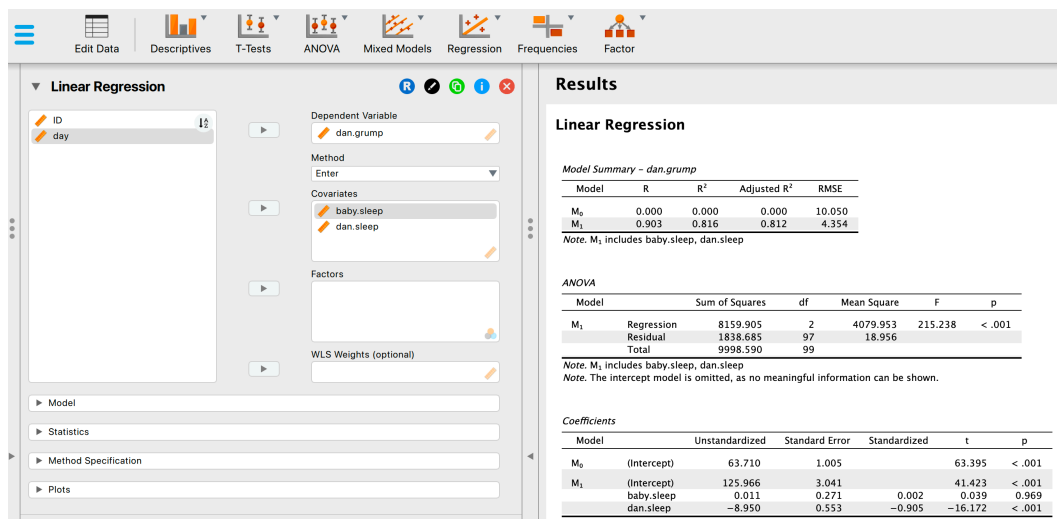 Edit Data Descriptives T-Tests ANOVA Mixed Models Regression Frequencies Factor
Linear Regression
R i
ID
day
Dependent Variable
dan.grump
Method
Enter
Covariates
baby.sleep
dan.sleep
Factors
WLS Weights (optional)
Model
Statistics
Method Specification
Plots
Results
Linear Regression
Model Summary – dan.grump
Model R R² Adjusted R² RMSE
M₀ 0.000 0.000 0.000 10.050
M₁ 0.903 0.816 0.812 4.354
Note. M₁ includes baby.sleep, dan.sleep
ANOVA
Model Sum of Squares df Mean Square F p
M₁ Regression 8159.905 2 4079.953 215.238 < .001
Residual 1838.685 97 18.956
Total 9998.590 99
Note. M₁ includes baby.sleep, dan.sleep
Note. The intercept model is omitted, as no meaningful information can be shown.
Coefficients
Model Unstandardized Standard Error Standardized t p
M₀ (Intercept) 63.710 1.005 63.395 < .001
M₁ (Intercept) 125.966 3.041 41.423 < .001
baby.sleep 0.011 0.271 0.002 0.039 0.969
dan.sleep −8.950 0.553 −0.905 −16.172 < .001